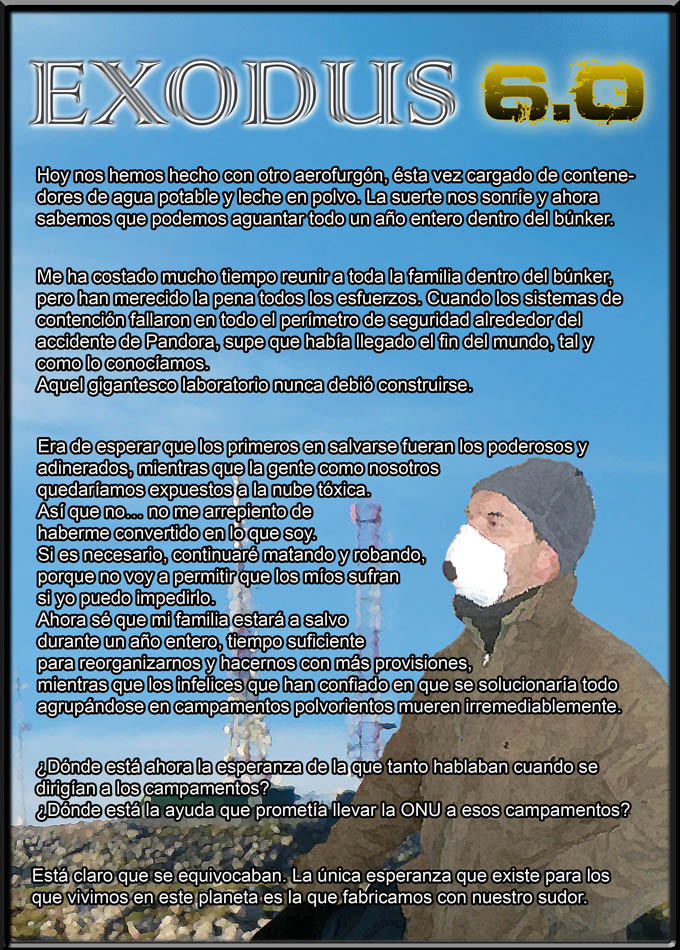 EXODUS 6.0
Hoy nos hemos hecho con otro aerofurgón, ésta vez cargado de contene-
dores de agua potable y leche en polvo. La suerte nos sonríe y ahora
sabemos que podemos aguantar todo un año entero dentro del búnker.
Me ha costado mucho tiempo reunir a toda la familia dentro del búnker,
pero han merecido la pena todos los esfuerzos. Cuando los sistemas de
contención fallaron en todo el perímetro de seguridad alrededor del
accidente de Pandora, supe que había llegado el fin del mundo, tal y
como lo conocíamos.
Aquel gigantesco laboratorio nunca debió construirse.
Era de esperar que los primeros en salvarse fueran los poderosos y
adinerados, mientras que la gente como nosotros
quedaríamos expuestos a la nube tóxica.
Así que no... no me arrepiento de
haberme convertido en lo que soy.
Si es necesario, continuaré matando y robando,
porque no voy a permitir que los míos sufran
si yo puedo impedirlo.
Ahora sé que mi familia estará a salvo
durante un año entero, tiempo suficiente
para reorganizarnos y hacernos con más provisiones,
mientras que los infelices que han confiado en que se solucionaría todo
agrupándose en campamentos polvorientos mueren irremediablemente.
¿Dónde está ahora la esperanza de la que tanto hablaban cuando se
dirigían a los campamentos?
¿Dónde está la ayuda que prometía llevar la ONU a esos campamentos?
Está claro que se equivocaban. La única esperanza que existe para los
que vivimos en este planeta es la que fabricamos con nuestro sudor.